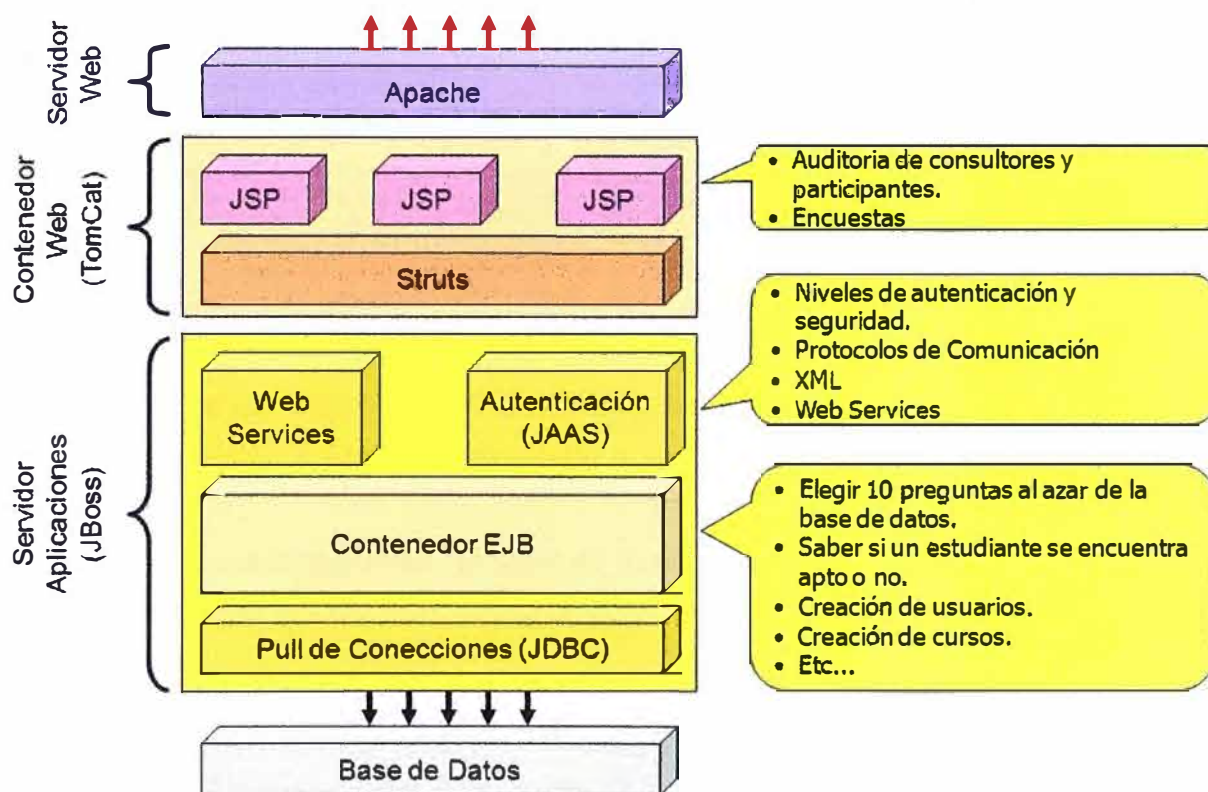 Servidor
Web
Apache
Contenedor
Web
(TomCat)
JSP
JSP
JSP
Struts
• Auditoria de consultores y
participantes.
• Encuestas
Servidor
Aplicaciones
(JBoss)
Web
Services
Autenticación
(JAAS)
• Niveles de autenticación y
seguridad.
• Protocolos de Comunicación
• XML
• Web Services
Contenedor EJB
• Elegir 10 preguntas al azar de la
base de datos.
• Saber si un estudiante se encuentra
apto o no.
• Creación de usuarios.
• Creación de cursos.
• Etc...
Pull de Conecciones (JDBC)
Base de Datos